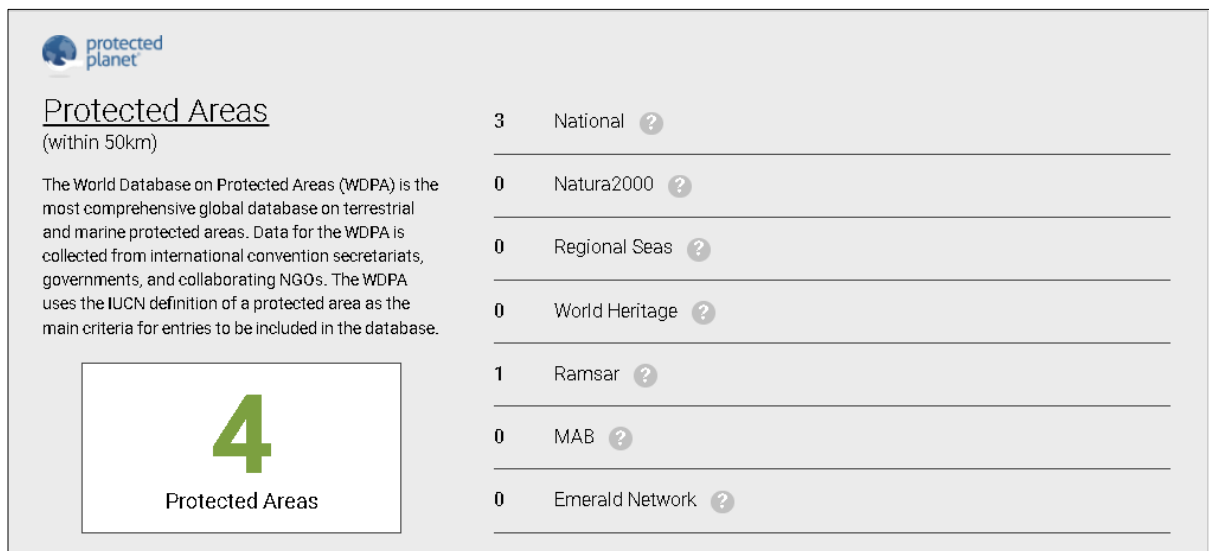 protected
planet
Protected Areas
(within 50km)
The World Database on Protected Areas (WDPA) is the
most comprehensive global database on terrestrial
and marine protected areas. Data for the WDPA is
collected from international convention secretariats,
governments, and collaborating NGOs. The WDPA
uses the IUCN definition of a protected area as the
main criteria for entries to be included in the database.
4
Protected Areas
3 National ?
0 Natura2000 ?
0 Regional Seas ?
0 World Heritage ?
1 Ramsar ?
0 MAB ?
0 Emerald Network ?